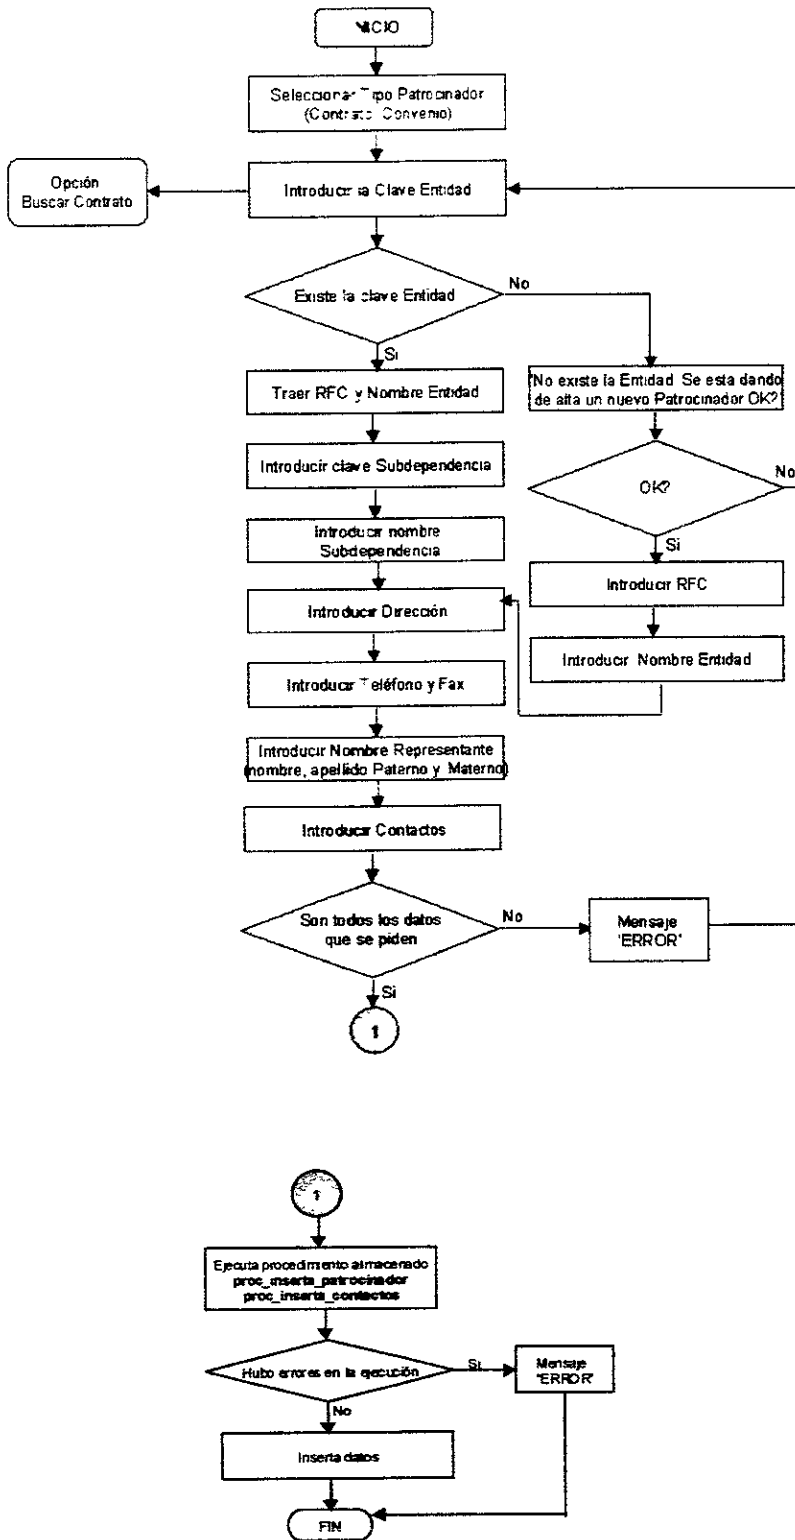 INICIO
Seleccionar Tipo Patrocinador
(Contrato Convenio)
Opción
Buscar Contrato
Introducir la Clave Entidad
Existe la clave Entidad
No
Si
Traer RFC y Nombre Entidad
"No existe la Entidad Se esta dando
de alta un nuevo Patrocinador OK?
Introducir clave Subdependencia
OK?
No
Si
Introducir nombre
Subdependencia
Introducir RFC
Introducir Dirección
Introducir Nombre Entidad
Introducir Teléfono y Fax
Introducir Nombre Representante
(nombre, apellido Paterno y Materno)
Introducir Contactos
Son todos los datos
que se piden
No
Mensaje
"ERROR"
Si
1
1
Ejecuta procedimiento almacenado
proc_inserta_patrocinador
proc_inserta_contactos
Hubo errores en la ejecución
Si
Mensaje
"ERROR"
No
Inserta datos
FIN